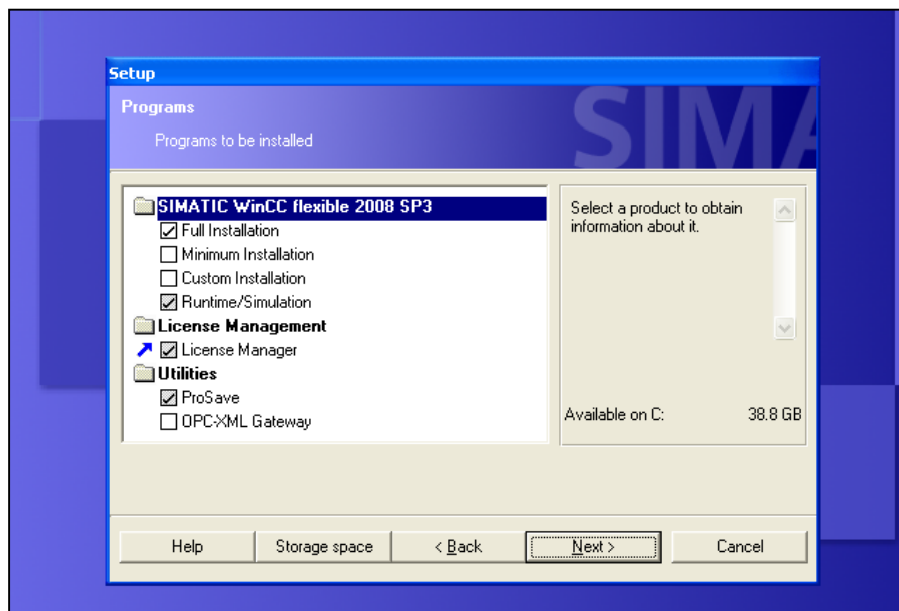 Setup
Programs
Programs to be installed
SIMA
SIMATIC WinCC flexible 2008 SP3
Full Installation
Minimum Installation
Custom Installation
Runtime/Simulation
License Management
License Manager
Utilities
ProSave
OPC-XML Gateway
Select a product to obtain
information about it.
Available on C: 38.8 GB
Help
Storage space
< Back
Next >
Cancel